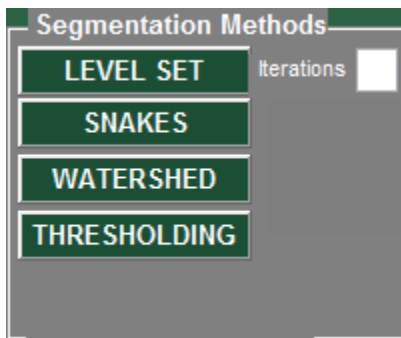 Segmentation Methods
LEVEL SET Iterations
SNAKES
WATERSHED
THRESHOLDING